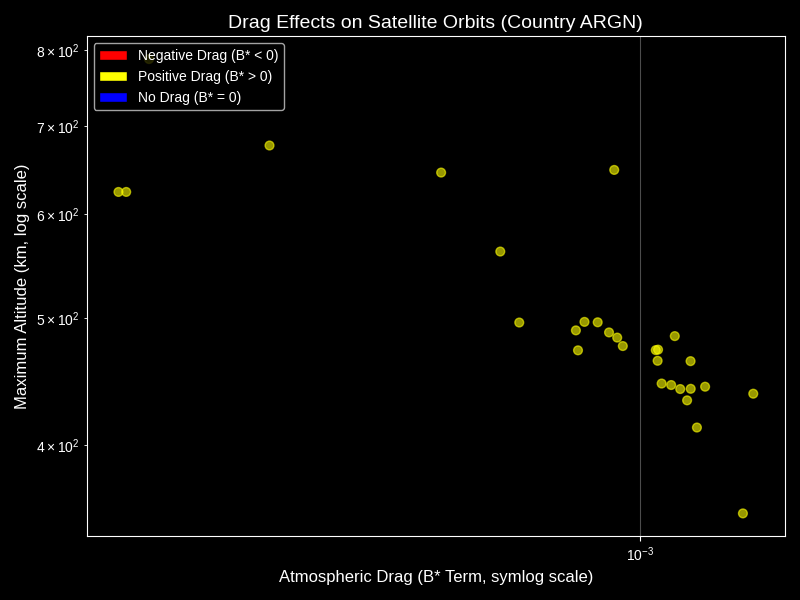 Drag Effects on Satellite Orbits (Country ARGN)
Negative Drag (B* < 0)
Positive Drag (B* > 0)
No Drag (B* = 0)
Maximum Altitude (km, log scale)
8 × 10²
7 × 10²
6 × 10²
5 × 10²
4 × 10²
10⁻³
Atmospheric Drag (B* Term, symlog scale)